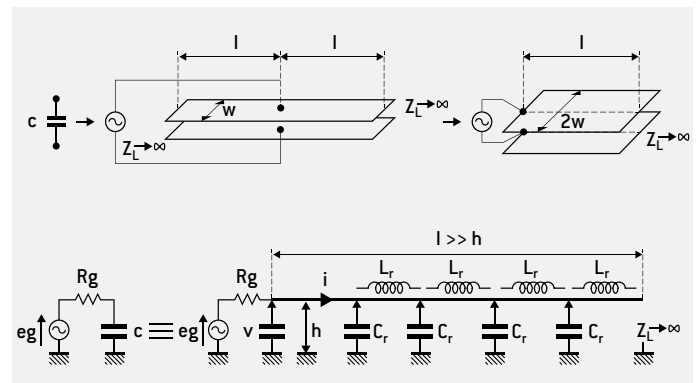 l l l
c w Z_L→∞ 2w
Z_L→∞ Z_L→∞
l >> h
Rg Rg i L_r L_r L_r L_r
eg c eg v h C_r C_r C_r C_r Z_L→∞